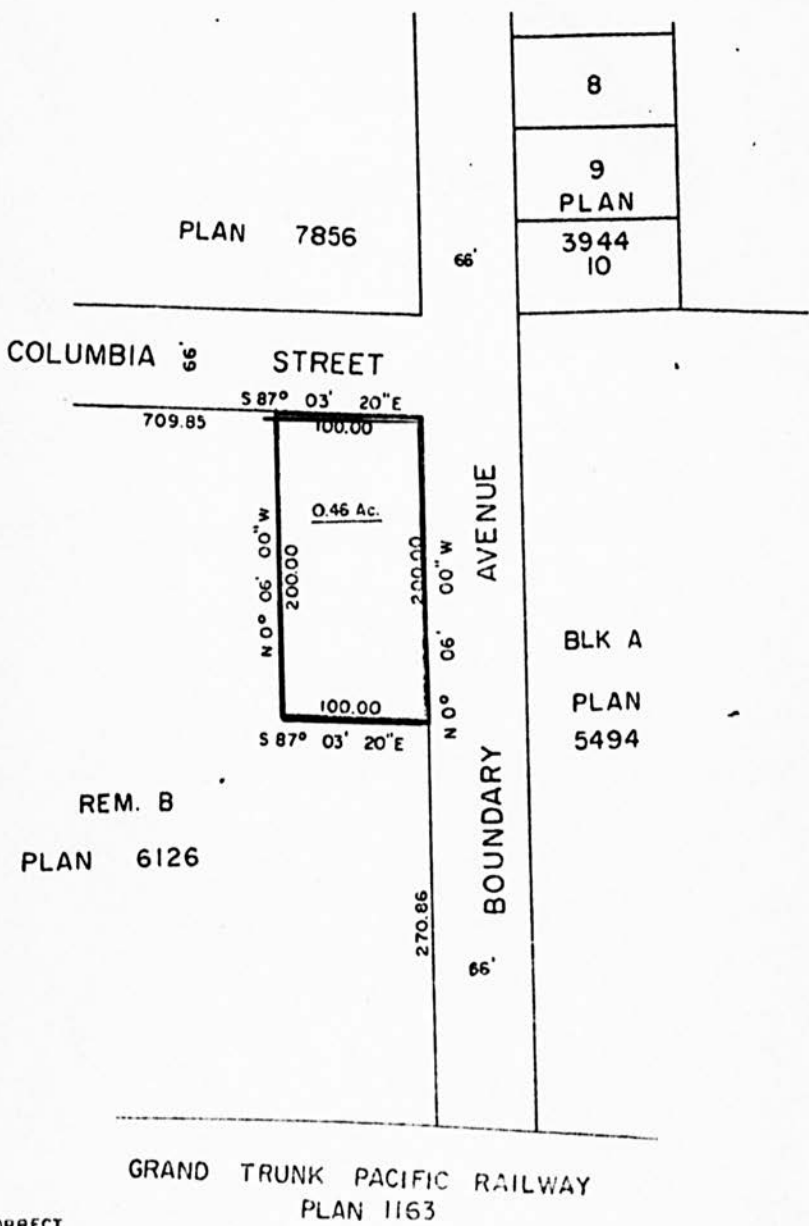 8
9
PLAN
3944
10
PLAN 7856
66'
COLUMBIA 66' STREET
S 87° 03' 20"E
709.85
100.00
0.46 Ac.
N 0° 06' 00"W
200.00
200.00
N 0° 06' 00"W
BOUNDARY AVENUE
BLK A
PLAN
5494
100.00
S 87° 03' 20"E
REM. B
PLAN 6126
270.86
66'
GRAND TRUNK PACIFIC RAILWAY
PLAN 1163